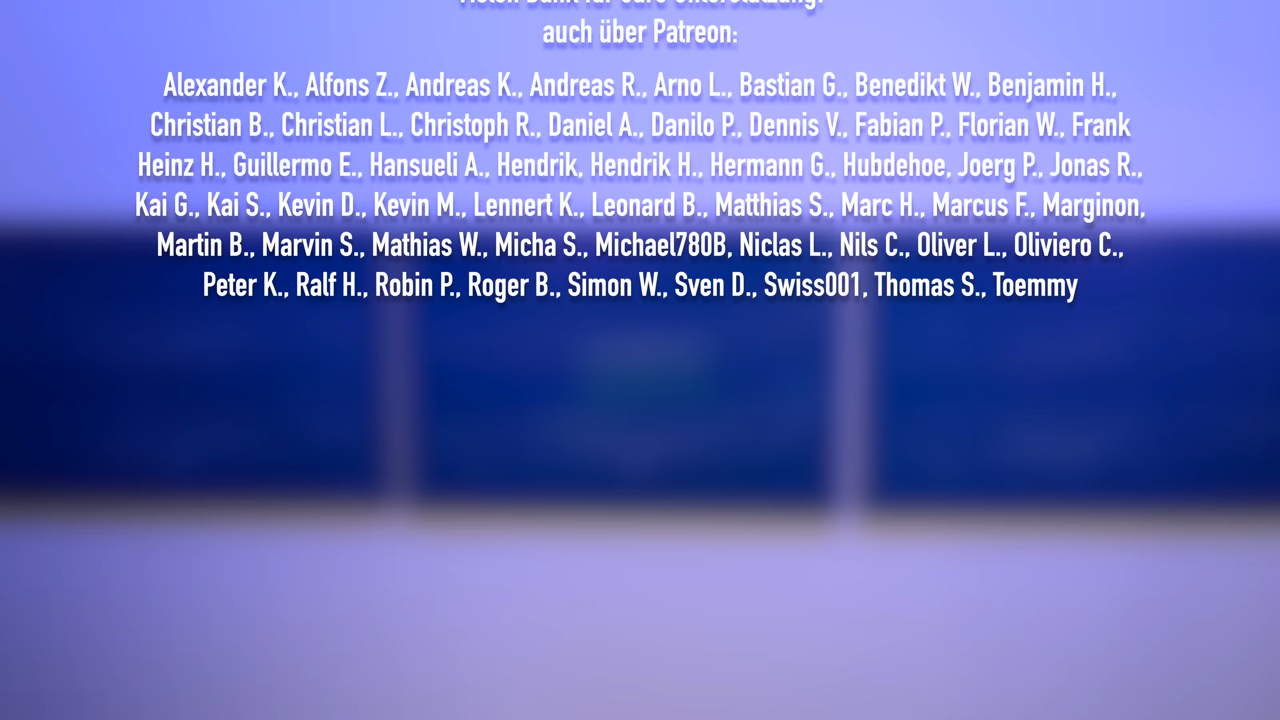 auch über Patreon:
Alexander K., Alfons Z., Andreas K., Andreas R., Arno L., Bastian G., Benedikt W., Benjamin H.,
Christian B., Christian L., Christoph R., Daniel A., Danilo P., Dennis V., Fabian P., Florian W., Frank
Heinz H., Guillermo E., Hansueli A., Hendrik, Hendrik H., Hermann G., Hubdehoe, Joerg P., Jonas R.,
Kai G., Kai S., Kevin D., Kevin M., Lennert K., Leonard B., Matthias S., Marc H., Marcus F., Marginon,
Martin B., Marvin S., Mathias W., Micha S., Michael780B, Niclas L., Nils C., Oliver L., Oliviero C.,
Peter K., Ralf H., Robin P., Roger B., Simon W., Sven D., Swiss001, Thomas S., Toemmy